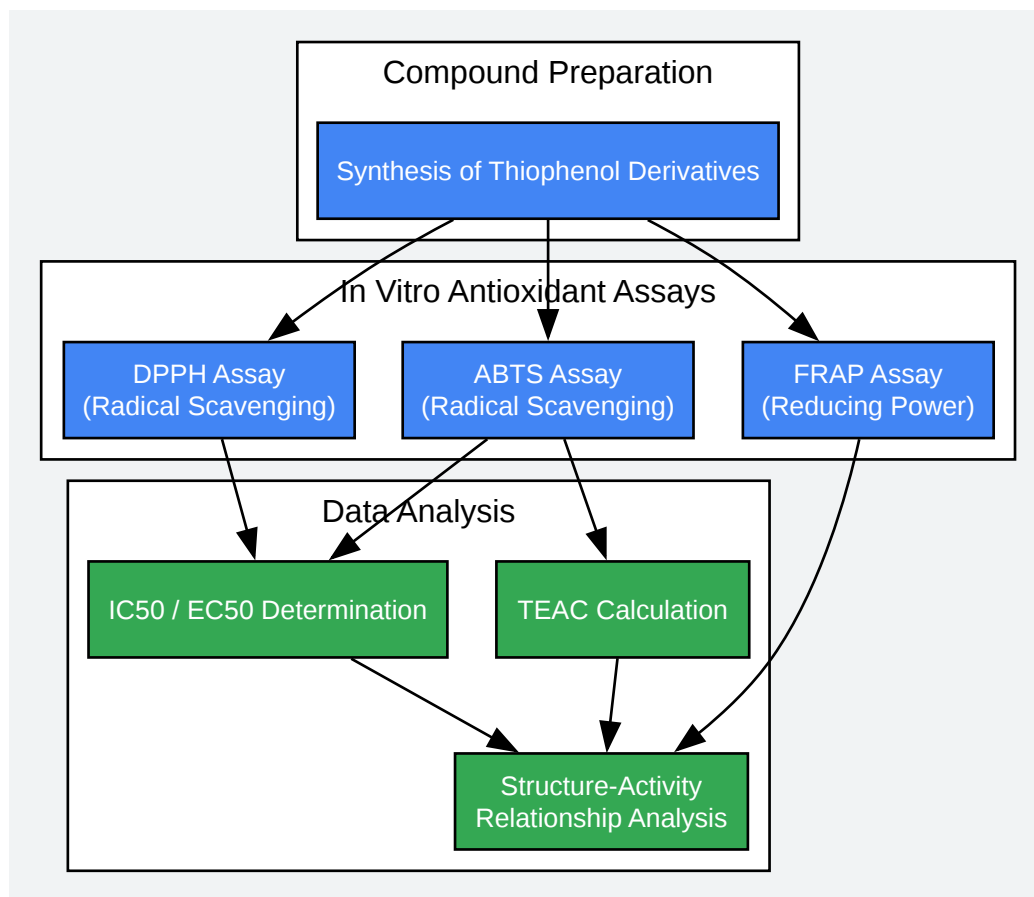 Compound Preparation
Synthesis of Thiophenol Derivatives
In Vitro Antioxidant Assays
DPPH Assay
(Radical Scavenging)
ABTS Assay
(Radical Scavenging)
FRAP Assay
(Reducing Power)
Data Analysis
IC50 / EC50 Determination
TEAC Calculation
Structure-Activity
Relationship Analysis